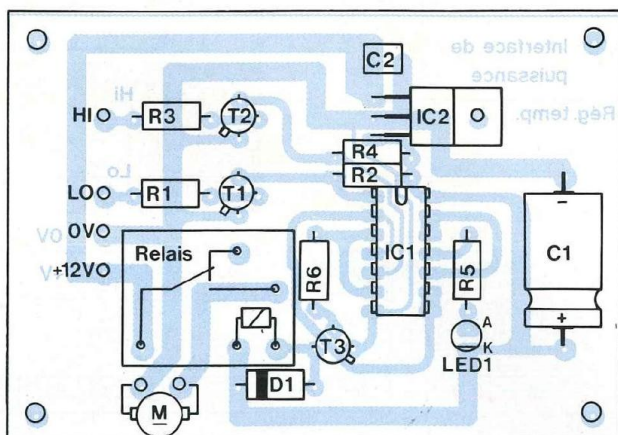 Interface de
puissance
Rég. temp.
C2
Hi
HI
R3
T2
IC2
R4
R2
Lo
LO
R1
T1
0V
0V
+12V
V
Relais
R6
IC1
R5
C1
-
+
T3
A
K
LED1
D1
M